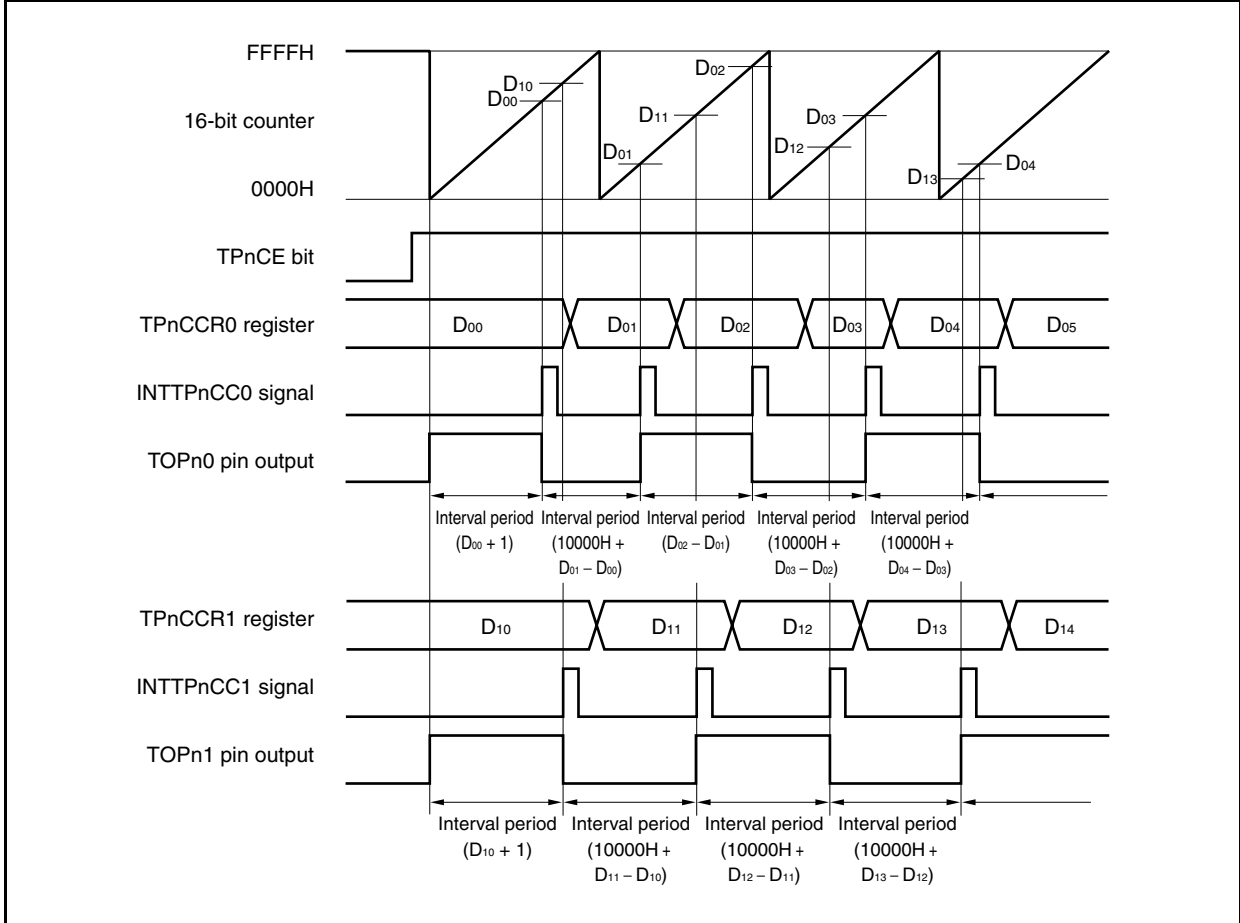 FFFFH
D10
D00
D02
16-bit counter
D11
D03
D12
D01
D04
0000H
D13
TPnCE bit
TPnCCR0 register
D00
D01
D02
D03
D04
D05
INTTPnCC0 signal
TOPn0 pin output
Interval period
(D00 + 1)
Interval period
(10000H +
D01 − D00)
Interval period
(D02 − D01)
Interval period
(10000H +
D03 − D02)
Interval period
(10000H +
D04 − D03)
TPnCCR1 register
D10
D11
D12
D13
D14
INTTPnCC1 signal
TOPn1 pin output
Interval period
(D10 + 1)
Interval period
(10000H +
D11 − D10)
Interval period
(10000H +
D12 − D11)
Interval period
(10000H +
D13 − D12)